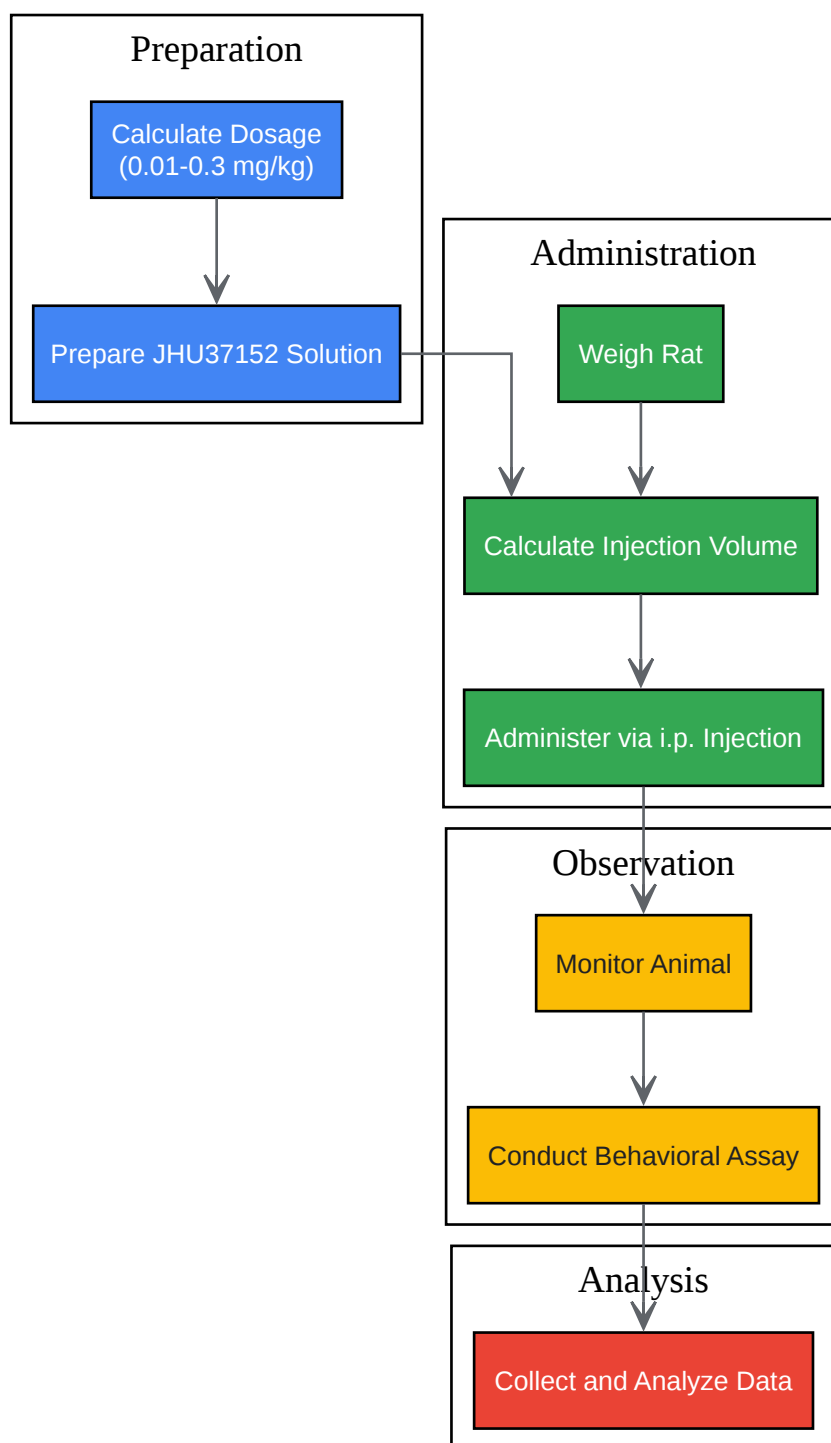 Preparation
Calculate Dosage
(0.01-0.3 mg/kg)
Prepare JHU37152 Solution
Administration
Weigh Rat
Calculate Injection Volume
Administer via i.p. Injection
Observation
Monitor Animal
Conduct Behavioral Assay
Analysis
Collect and Analyze Data